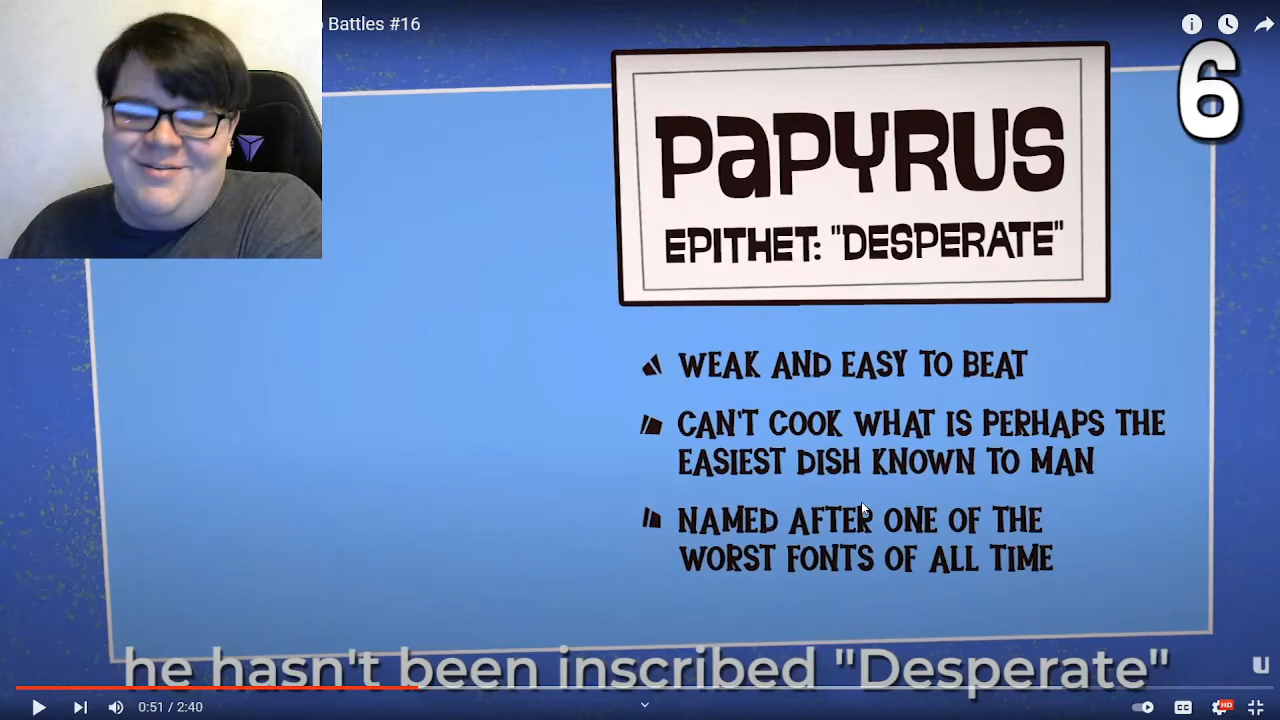 Battles #16
6
PAPYRUS
EPITHET: "DESPERATE"
WEAK AND EASY TO BEAT
CAN'T COOK WHAT IS PERHAPS THE
EASIEST DISH KNOWN TO MAN
NAMED AFTER ONE OF THE
WORST FONTS OF ALL TIME
he hasn't been inscribed "Desperate"
0:51 / 2:40
CC
HD